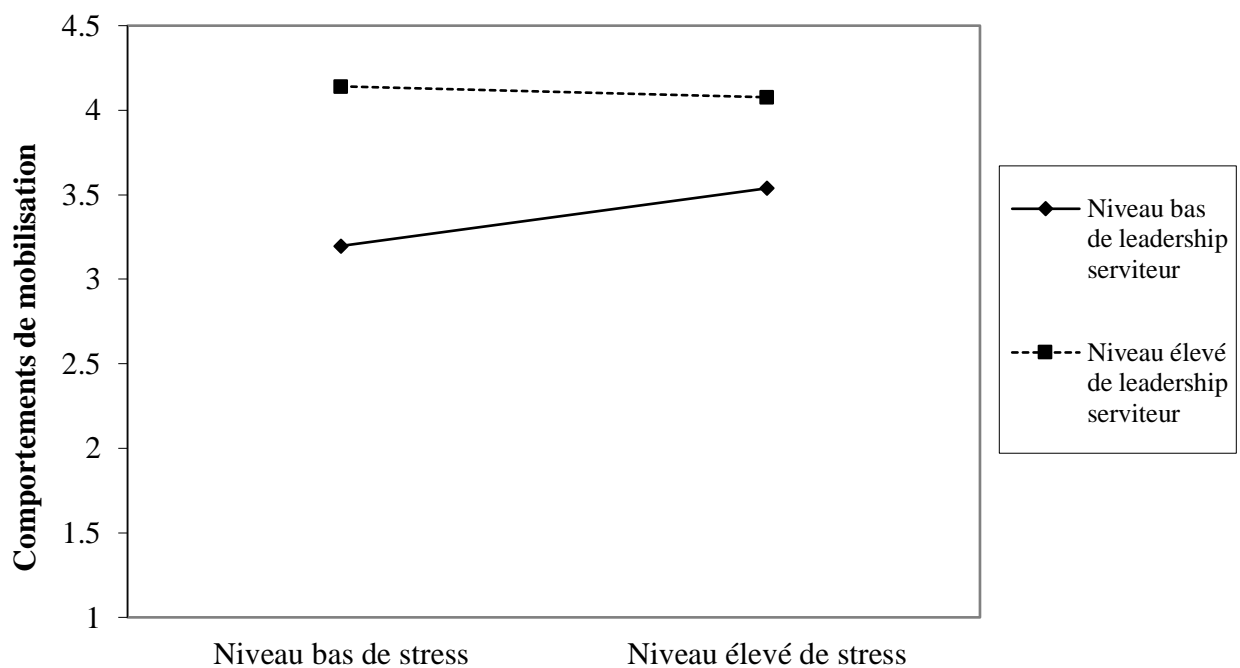 4.5
4
3.5
3
2.5
2
1.5
1
Comportements de mobilisation
Niveau bas de stress
Niveau élevé de stress
Niveau bas
de leadership
serviteur
Niveau élevé
de leadership
serviteur